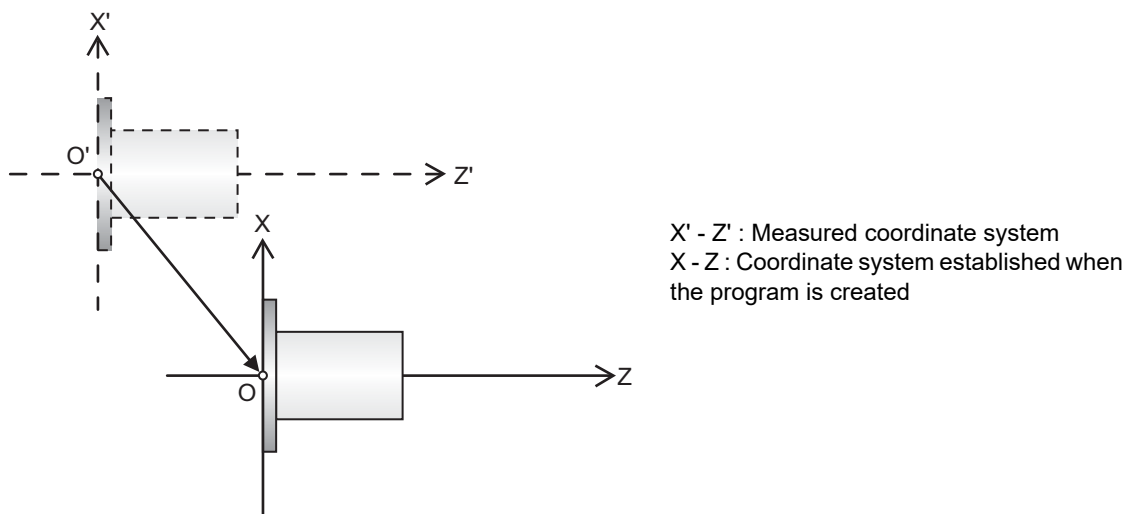 X'
O'
Z'
X
O
Z
X' - Z' : Measured coordinate system
X - Z : Coordinate system established when
the program is created